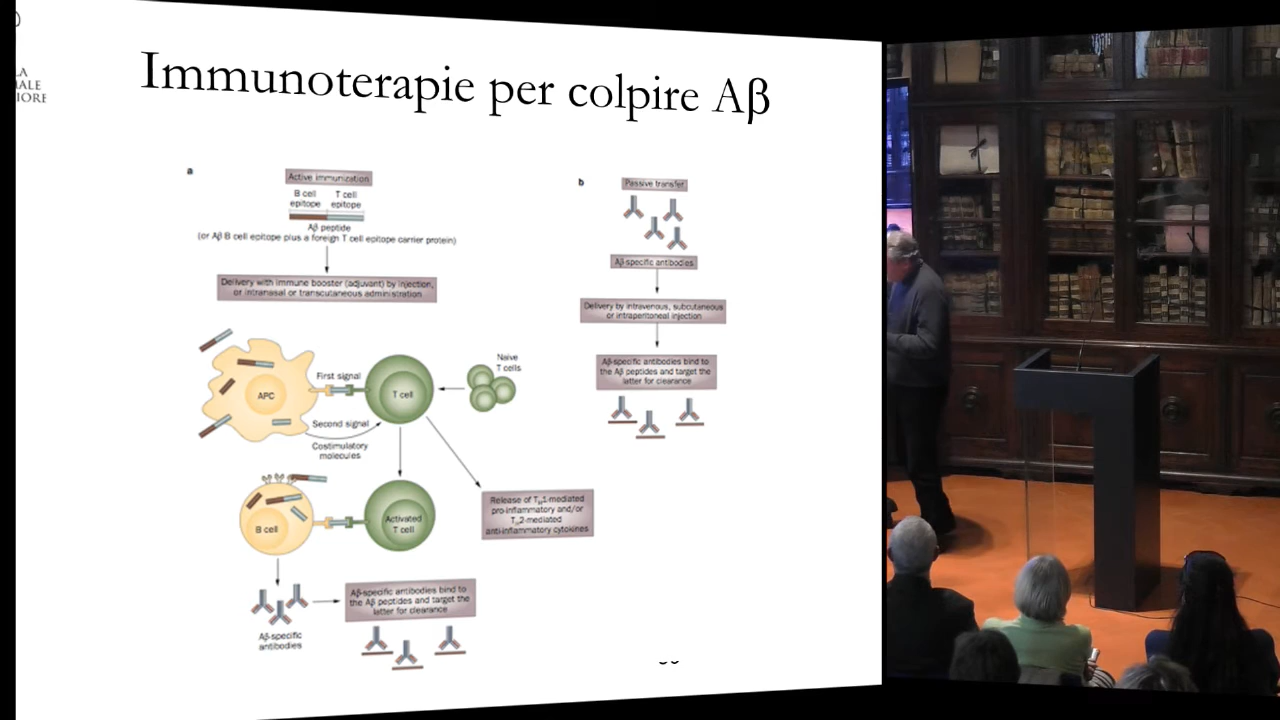 LA
IALE
IORE
Immunoterapie per colpire Aβ
a
Active immunization
B cell
epitope
T cell
epitope
Aβ peptide
(or Aβ B cell epitope plus a foreign T cell epitope carrier protein)
Delivery with immune booster (adjuvant) by injection,
or intranasal or transcutaneous administration
APC
First signal
T cell
Naive
T cells
Second signal
Costimulatory
molecules
B cell
Activated
T cell
Release of TH1-mediated
pro-inflammatory and/or
TH2-mediated
anti-inflammatory cytokines
Aβ-specific
antibodies
Aβ-specific antibodies bind to
the Aβ peptides and target the
latter for clearance
b
Passive transfer
Aβ-specific antibodies
Delivery by intravenous, subcutaneous
or intraperitoneal injection
Aβ-specific antibodies bind to
the Aβ peptides and target the
latter for clearance